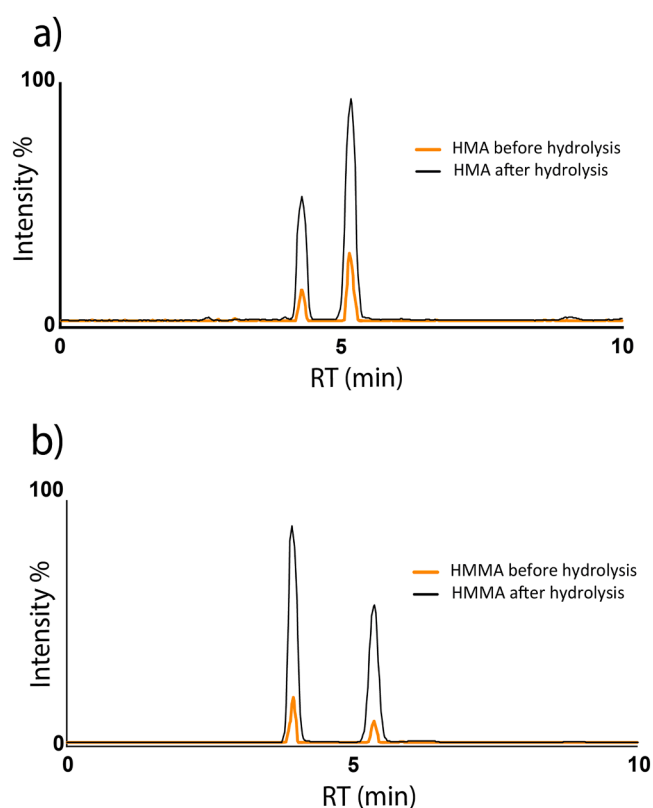 a)
100
Intensity %
HMA before hydrolysis
HMA after hydrolysis
0
0 5 10
RT (min)
b)
100
Intensity %
HMMA before hydrolysis
HMMA after hydrolysis
0
0 5 10
RT (min)